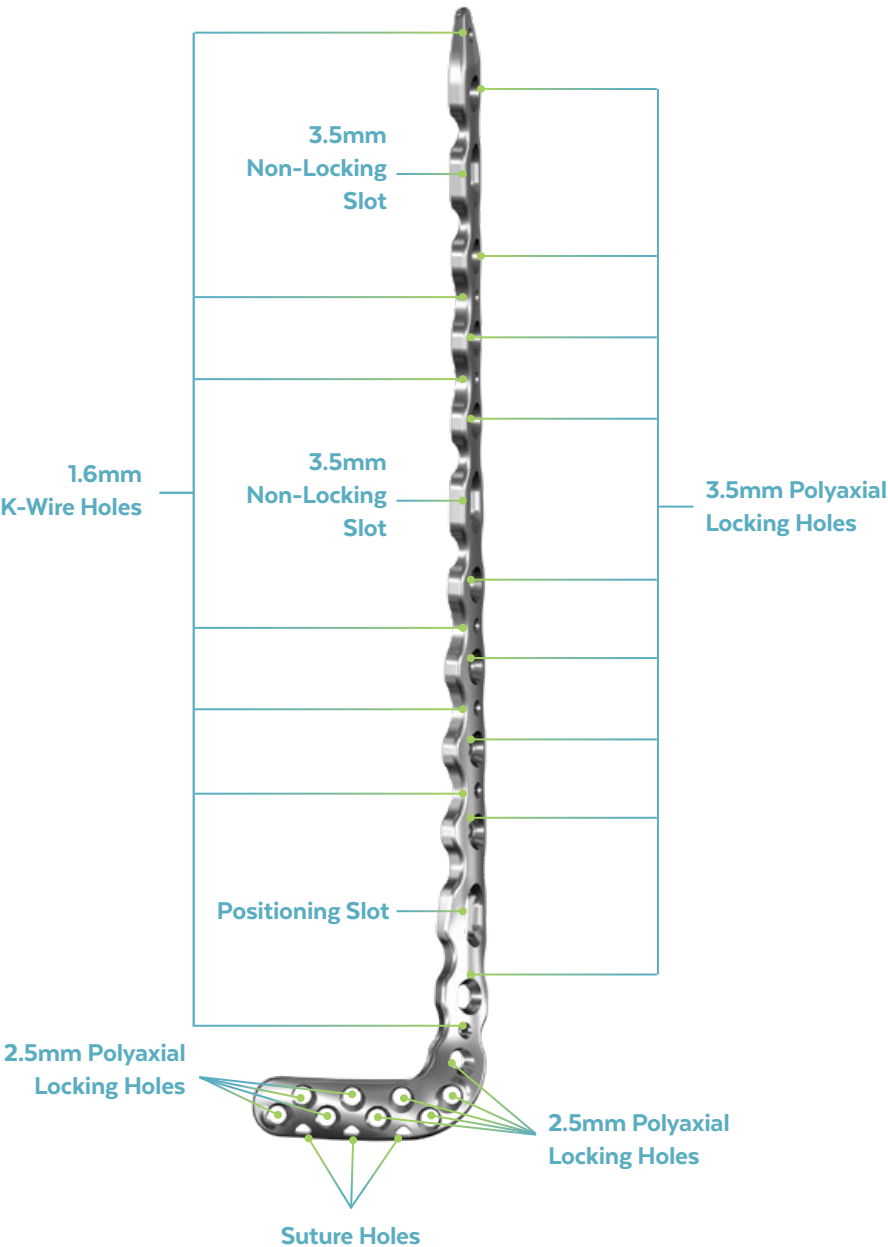 3.5mm
Non-Locking
Slot
1.6mm
K-Wire Holes
3.5mm
Non-Locking
Slot
3.5mm Polyaxial
Locking Holes
Positioning Slot
2.5mm Polyaxial
Locking Holes
2.5mm Polyaxial
Locking Holes
Suture Holes